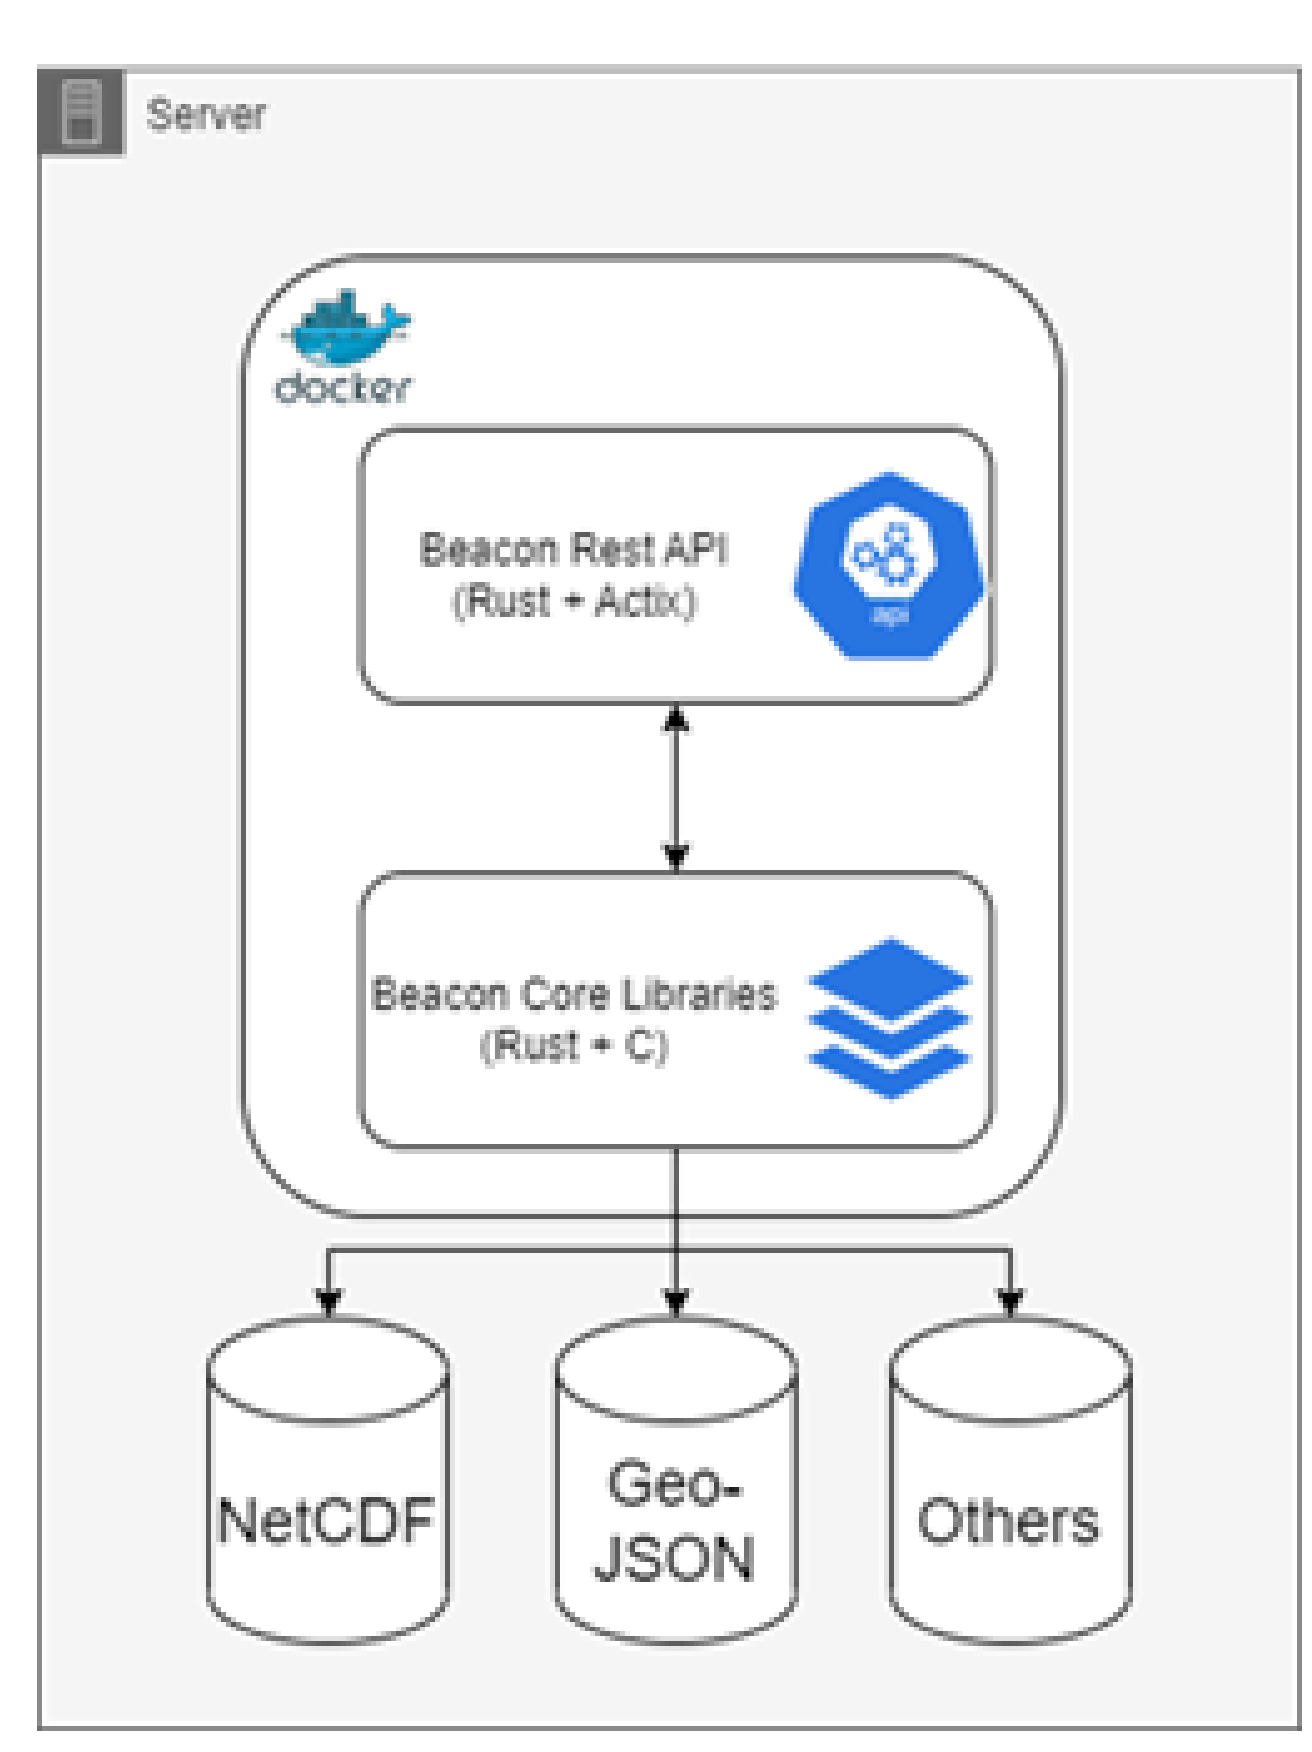 Server
docker
Beacon Rest API
(Rust + Actix)
api
Beacon Core Libraries
(Rust + C)
NetCDF
Geo-
JSON
Others